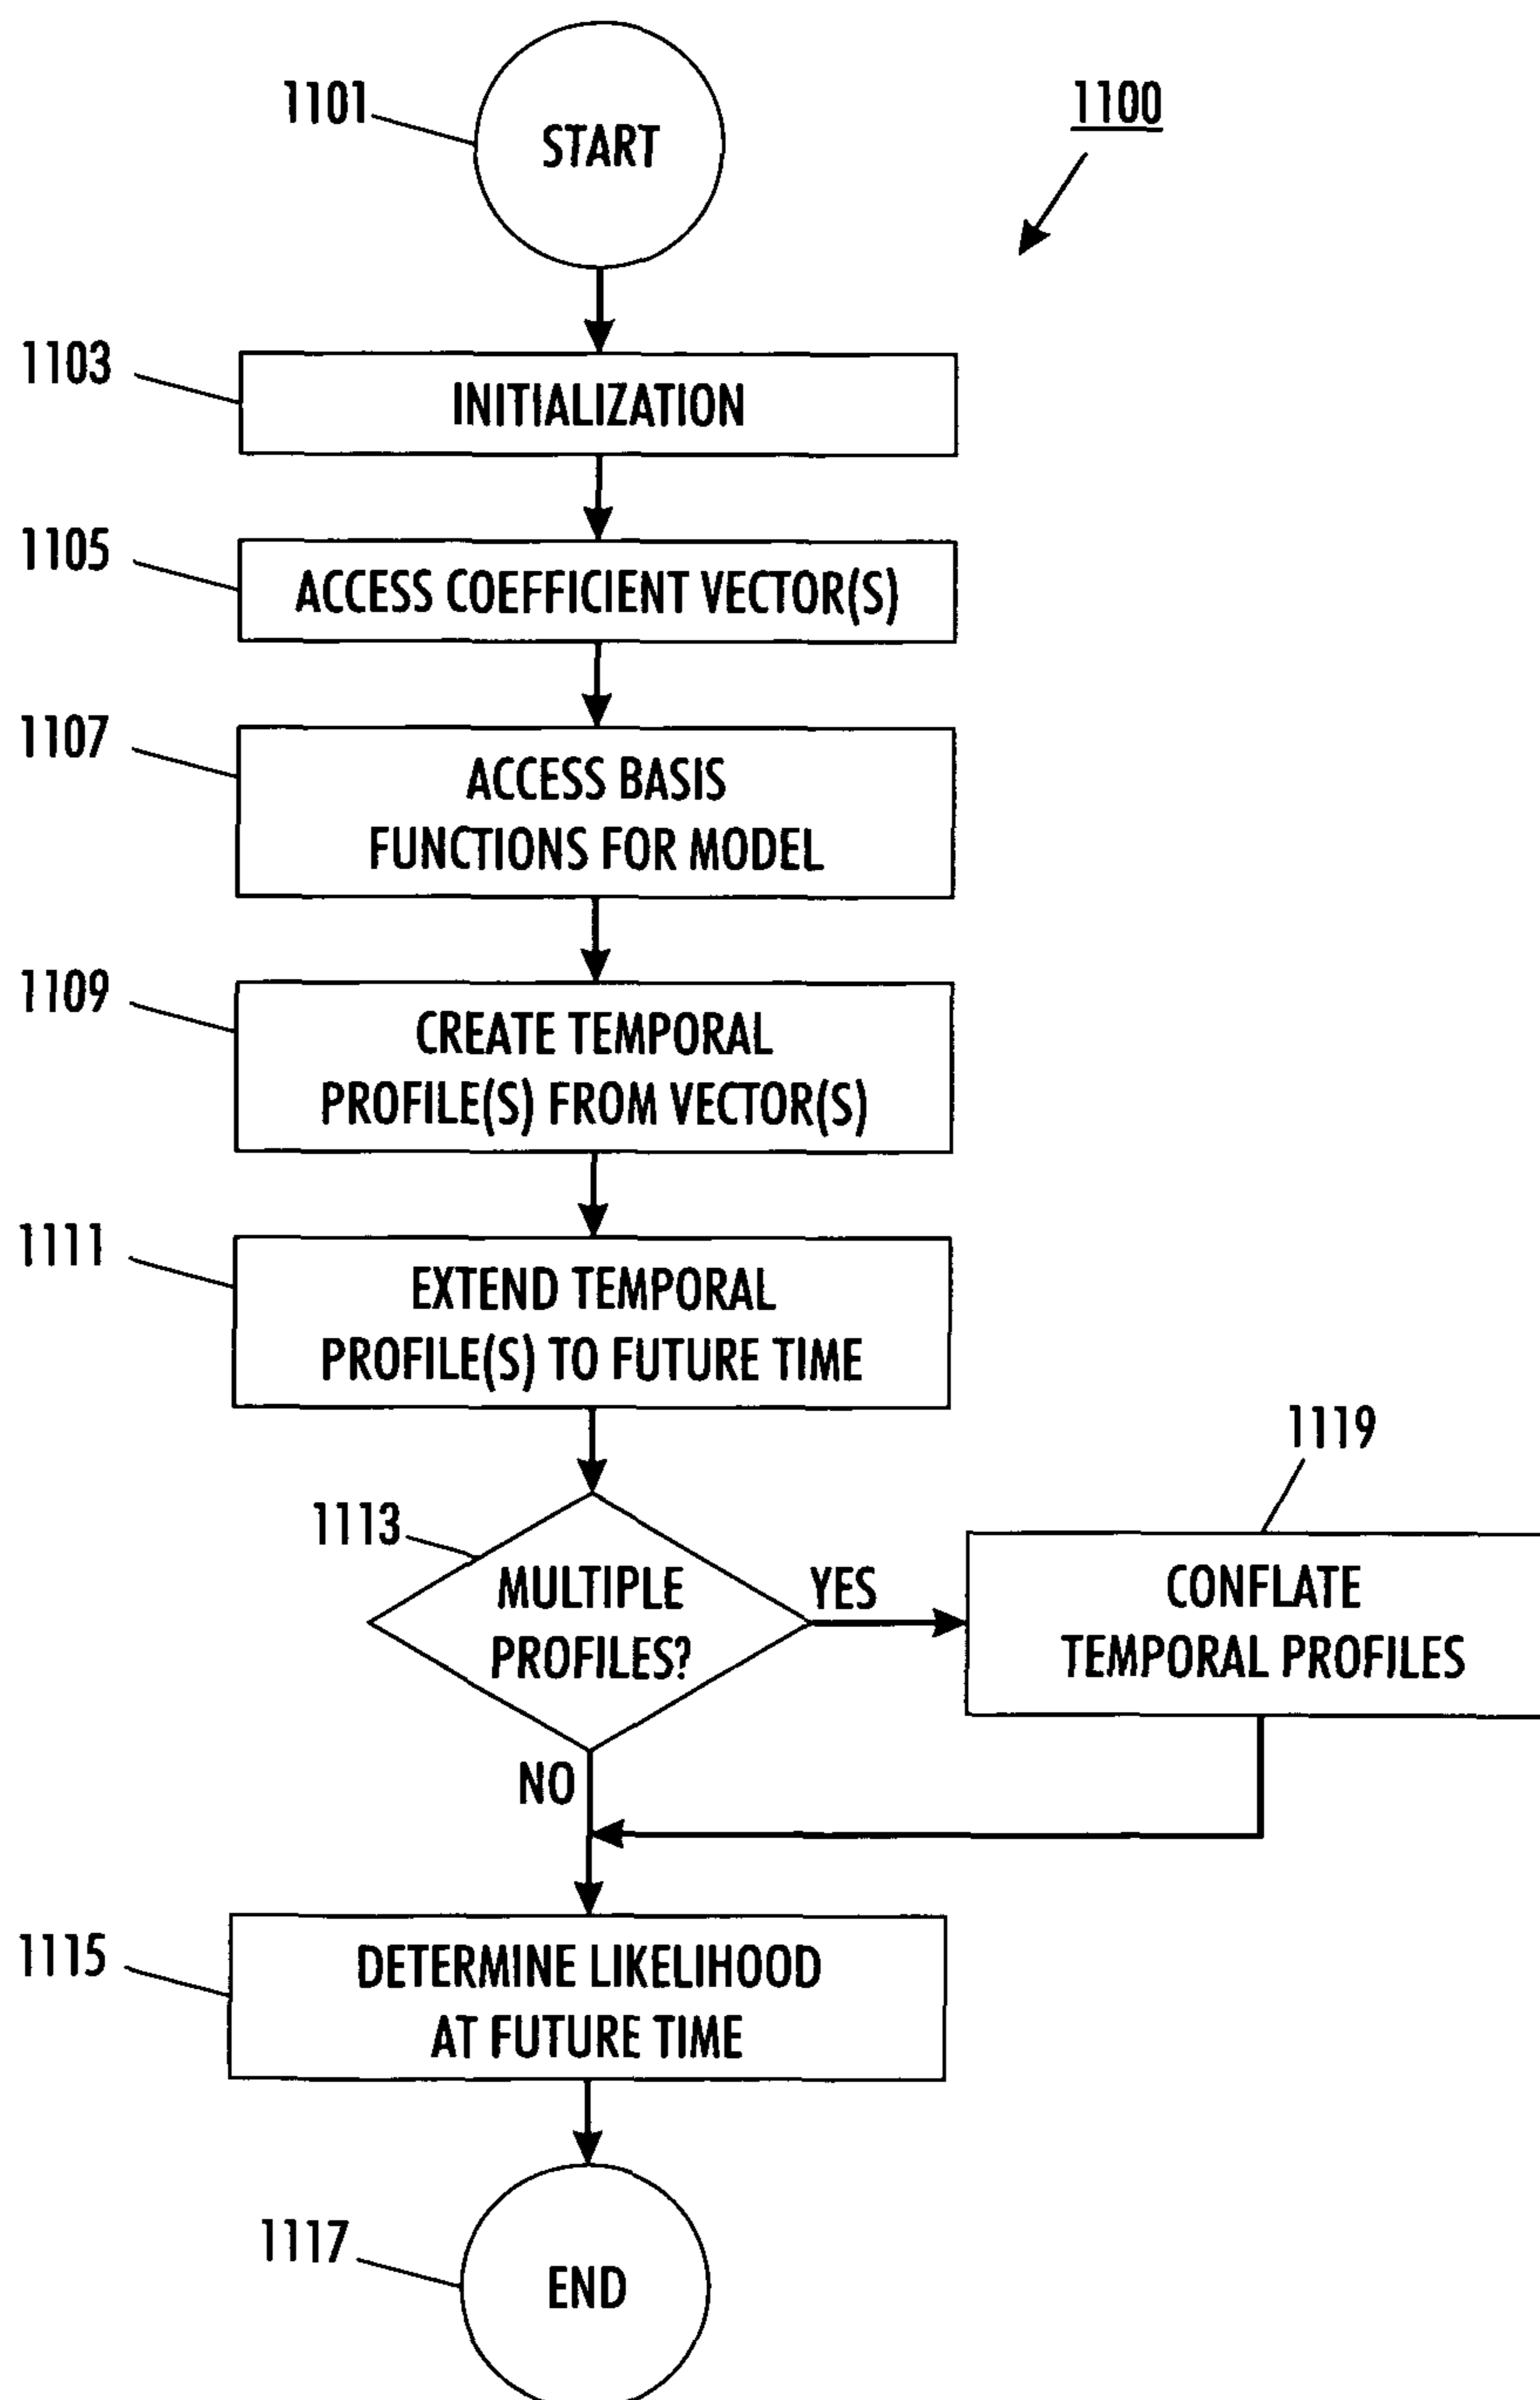 1101
START
1100
1103
INITIALIZATION
1105
ACCESS COEFFICIENT VECTOR(S)
1107
ACCESS BASIS
FUNCTIONS FOR MODEL
1109
CREATE TEMPORAL
PROFILE(S) FROM VECTOR(S)
1111
EXTEND TEMPORAL
PROFILE(S) TO FUTURE TIME
1113
MULTIPLE
PROFILES?
YES
1119
CONFLATE
TEMPORAL PROFILES
NO
1115
DETERMINE LIKELIHOOD
AT FUTURE TIME
1117
END